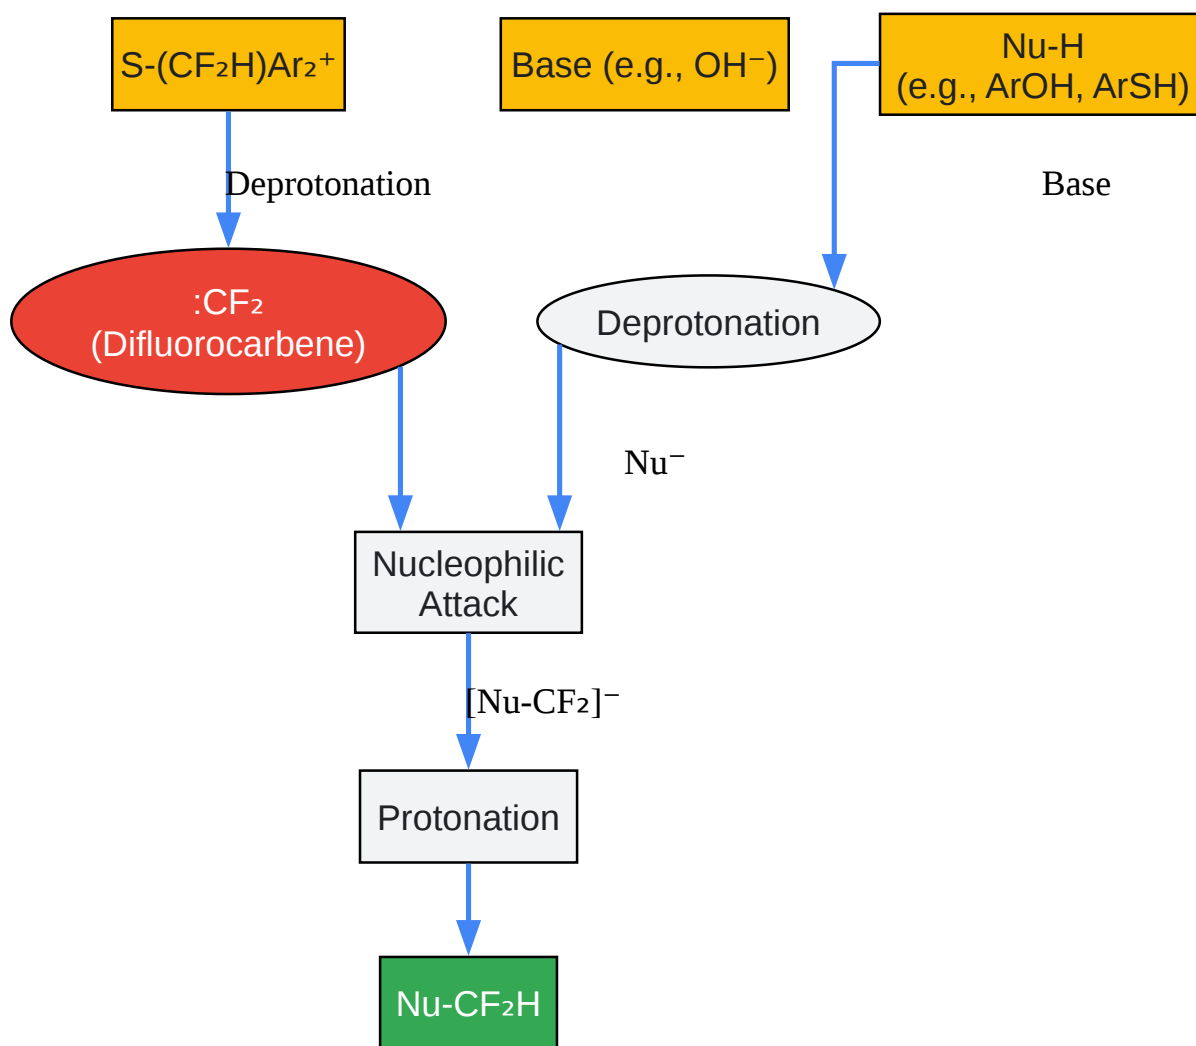 S-(CF₂H)Ar₂⁺
Base (e.g., OH⁻)
Nu-H
(e.g., ArOH, ArSH)
Deprotonation
Base
:CF₂
(Difluorocarbene)
Deprotonation
Nu⁻
Nucleophilic
Attack
[Nu-CF₂]⁻
Protonation
Nu-CF₂H